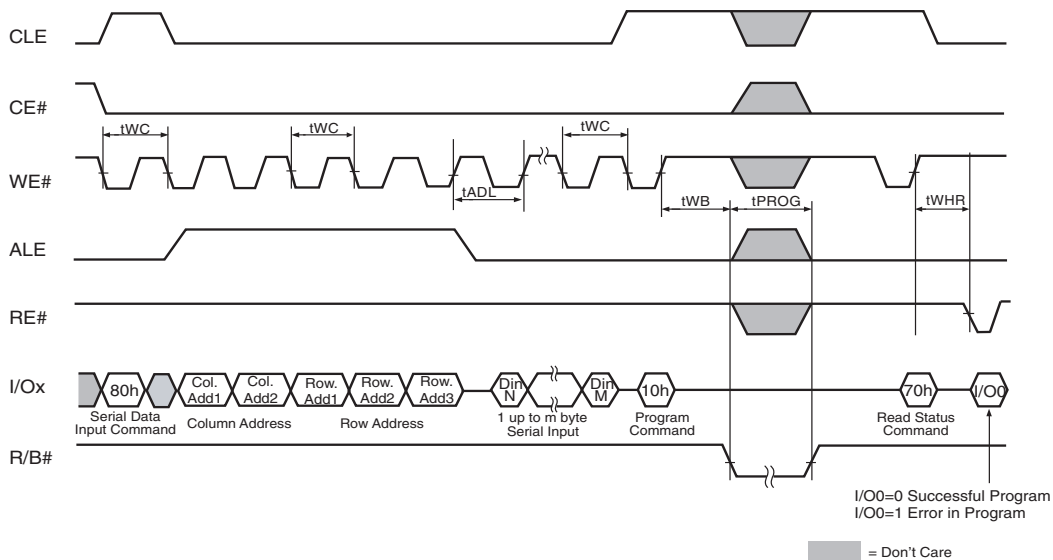 CLE
CE#
tWC
tWC
tWC
WE#
tADL
tWB
tPROG
tWHR
ALE
RE#
I/Ox
80h
Col.
Add1
Col.
Add2
Row.
Add1
Row.
Add2
Row.
Add3
Din
N
Din
M
10h
70h
I/O0
Serial Data
Input Command
Column Address
Row Address
1 up to m byte
Serial Input
Program
Command
Read Status
Command
R/B#
I/O0=0 Successful Program
I/O0=1 Error in Program
= Don't Care